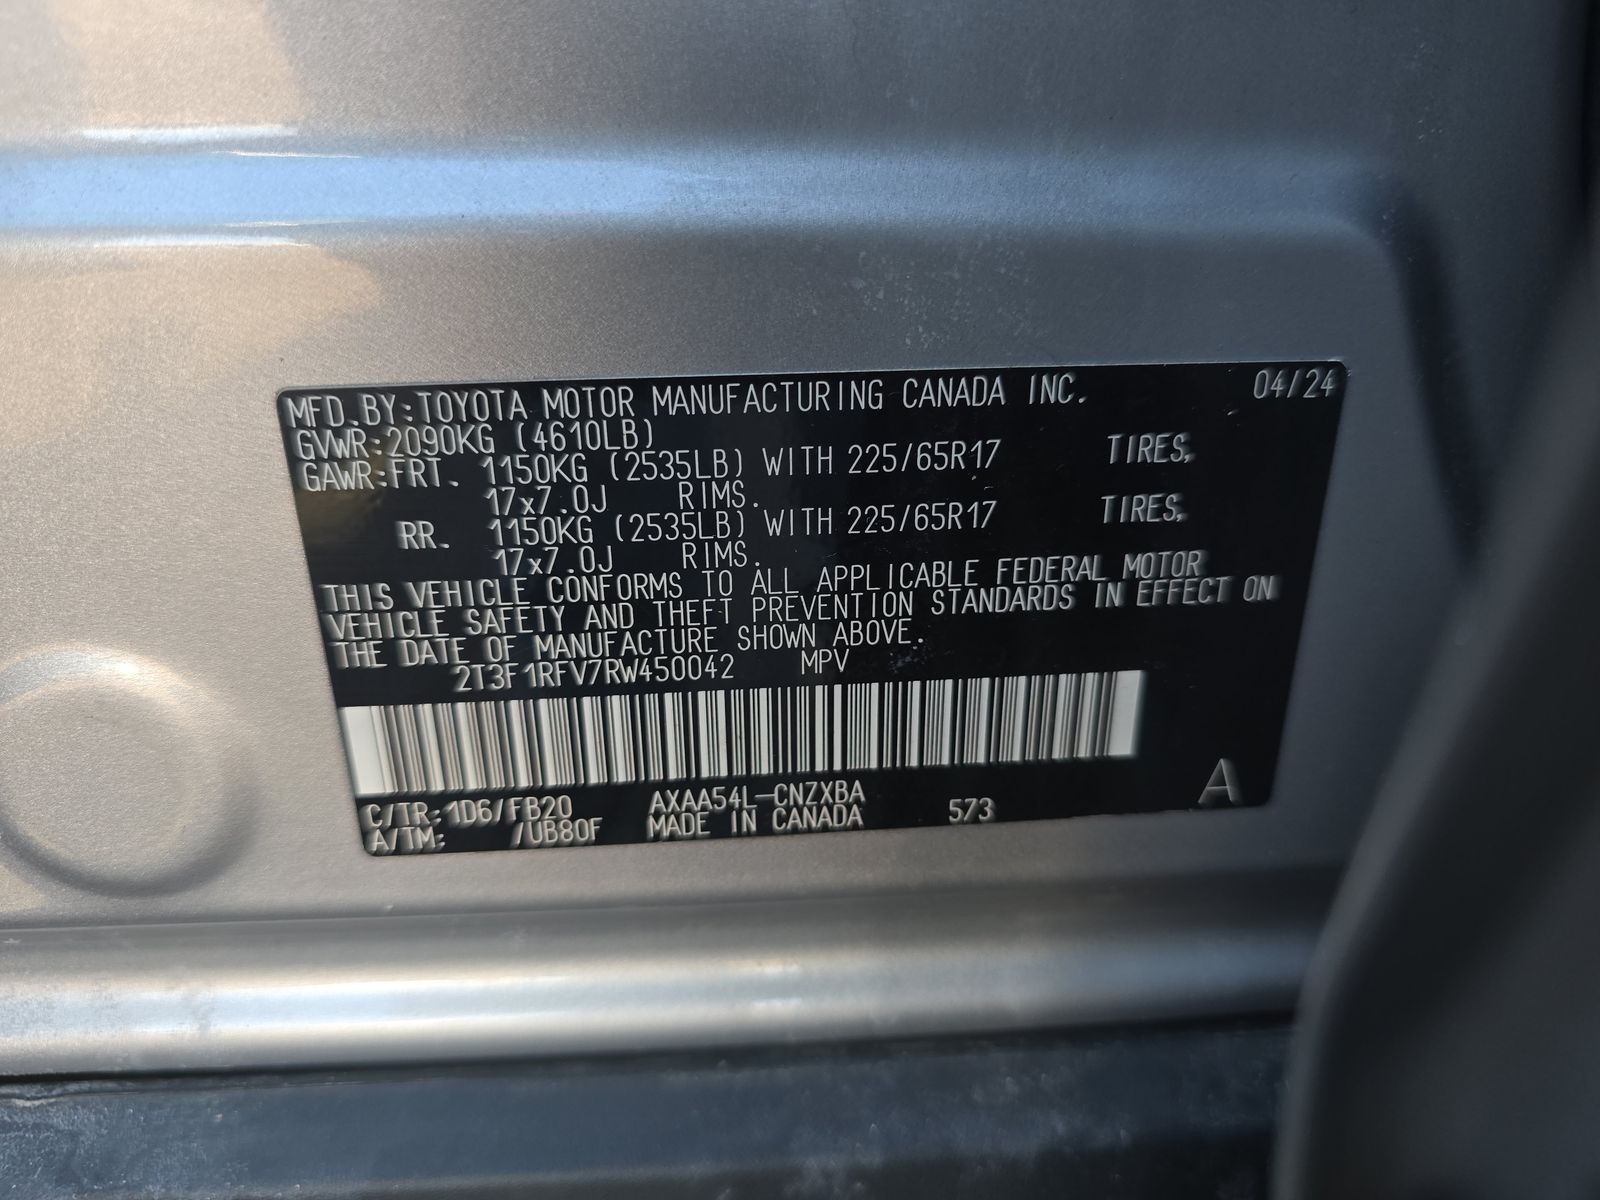 MFD.BY:TOYOTA MOTOR MANUFACTURING CANADA INC. 04/24
GVWR:2090KG (4610LB)
GAWR:FRT. 1150KG (2535LB) WITH 225/65R17 TIRES,
17x7.0J RIMS.
RR. 1150KG (2535LB) WITH 225/65R17 TIRES,
17x7.0J RIMS.
THIS VEHICLE CONFORMS TO ALL APPLICABLE FEDERAL MOTOR
VEHICLE SAFETY AND THEFT PREVENTION STANDARDS IN EFFECT ON
THE DATE OF MANUFACTURE SHOWN ABOVE.
2T3F1RFV7RW450042 MPV
C/TR:1D6/FB20 AXAA54L-CNZXBA
A/TM: /UB80F MADE IN CANADA 573 A